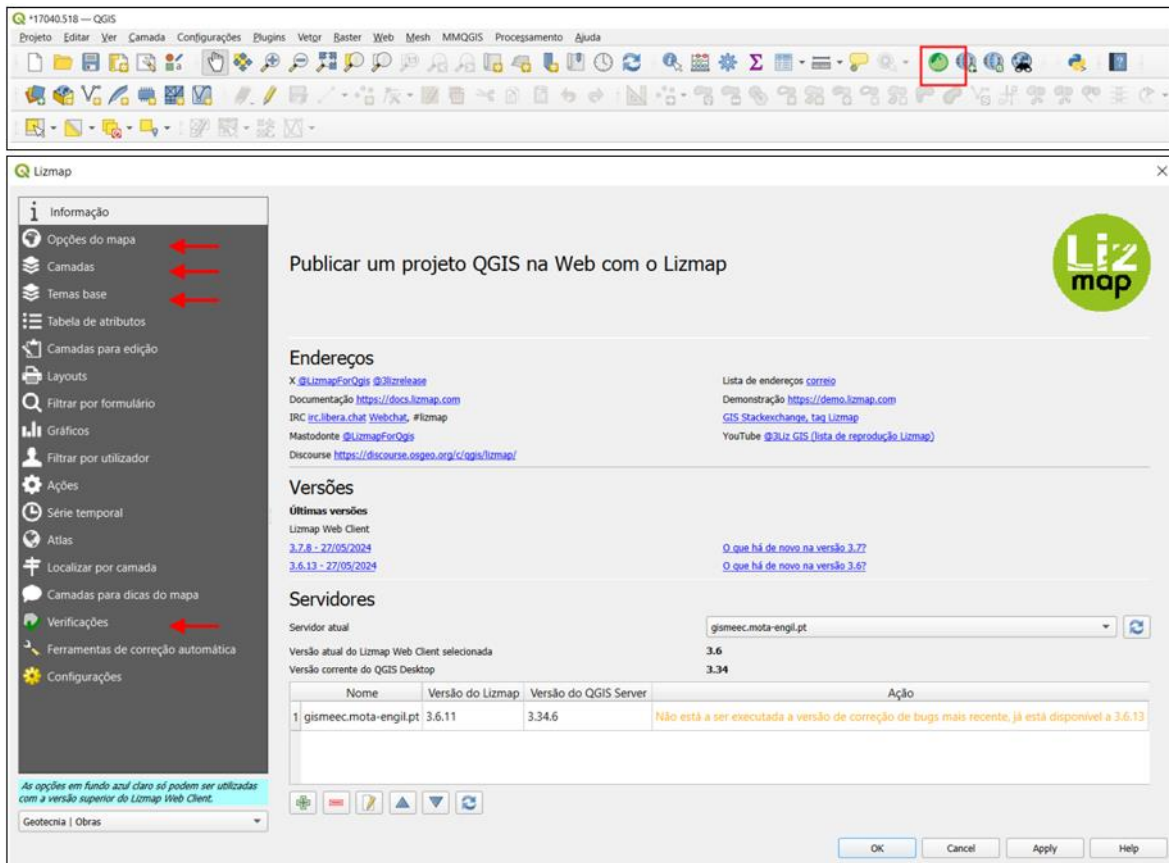 *17040.518 — QGIS
Projeto Editar Ver Camada Configurações Plugins Vetor Raster Web Mesh MMQGIS Processamento Ajuda
Lizmap
Informação
Opções do mapa
Camadas
Temas base
Tabela de atributos
Camadas para edição
Layouts
Filtrar por formulário
Gráficos
Filtrar por utilizador
Ações
Série temporal
Atlas
Localizar por camada
Camadas para dicas do mapa
Verificações
Ferramentas de correção automática
Configurações
As opções em fundo azul claro só podem ser utilizadas
com a versão superior do Lizmap Web Client.
Geotecnia | Obras
Publicar um projeto QGIS na Web com o Lizmap
Liz
map
Endereços
X @LizmapForQgis @3lizrelease
Lista de endereços correio
Documentação https://docs.lizmap.com
Demonstração https://demo.lizmap.com
IRC irc.libera.chat Webchat, #lizmap
GIS Stackexchange, tag Lizmap
Mastodonte @LizmapForQgis
YouTube @3Liz GIS (lista de reprodução Lizmap)
Discourse https://discourse.osgeo.org/c/qgis/lizmap/
Versões
Últimas versões
Lizmap Web Client
3.7.8 - 27/05/2024
O que há de novo na versão 3.7?
3.6.13 - 27/05/2024
O que há de novo na versão 3.6?
Servidores
Servidor atual
gismeec.mota-engil.pt
Versão atual do Lizmap Web Client selecionada 3.6
Versão corrente do QGIS Desktop 3.34
Nome Versão do Lizmap Versão do QGIS Server Ação
1 gismeec.mota-engil.pt 3.6.11 3.34.6 Não está a ser executada a versão de correção de bugs mais recente, já está disponível a 3.6.13
OK Cancel Apply Help